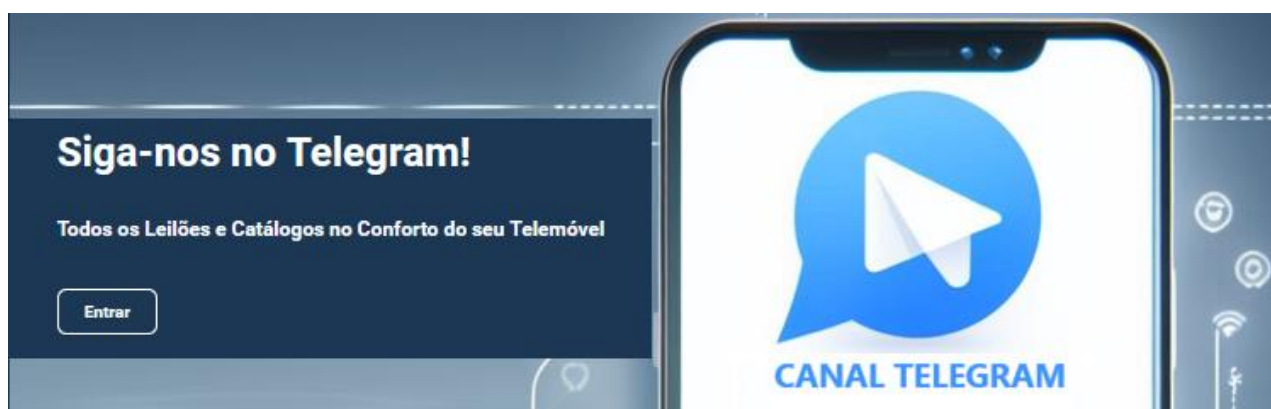 Siga-nos no Telegram!
Todos os Leilões e Catálogos no Conforto do seu Telemóvel
Entrar
CANAL TELEGRAM